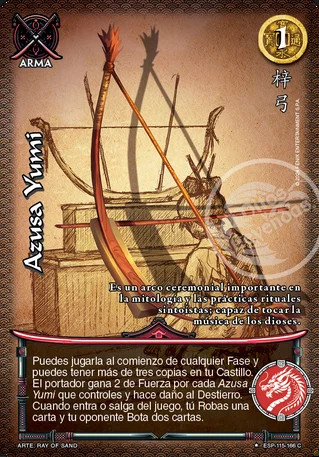 ARMA
1
梓弓
Azusa Yumi
Es un arco ceremonial importante en
la mitología y las prácticas rituales
sintoístas; capaz de tocar la
música de los dioses.
Puedes jugarla al comienzo de cualquier Fase y
puedes tener más de tres copias en tu Castillo.
El portador gana 2 de Fuerza por cada Azusa
Yumi que controles y hace daño al Destierro.
Cuando entra o salga del juego, tú Robas una
carta y tu oponente Bota dos cartas.
ARTE: RAY OF SAND
ESP-115-166 C